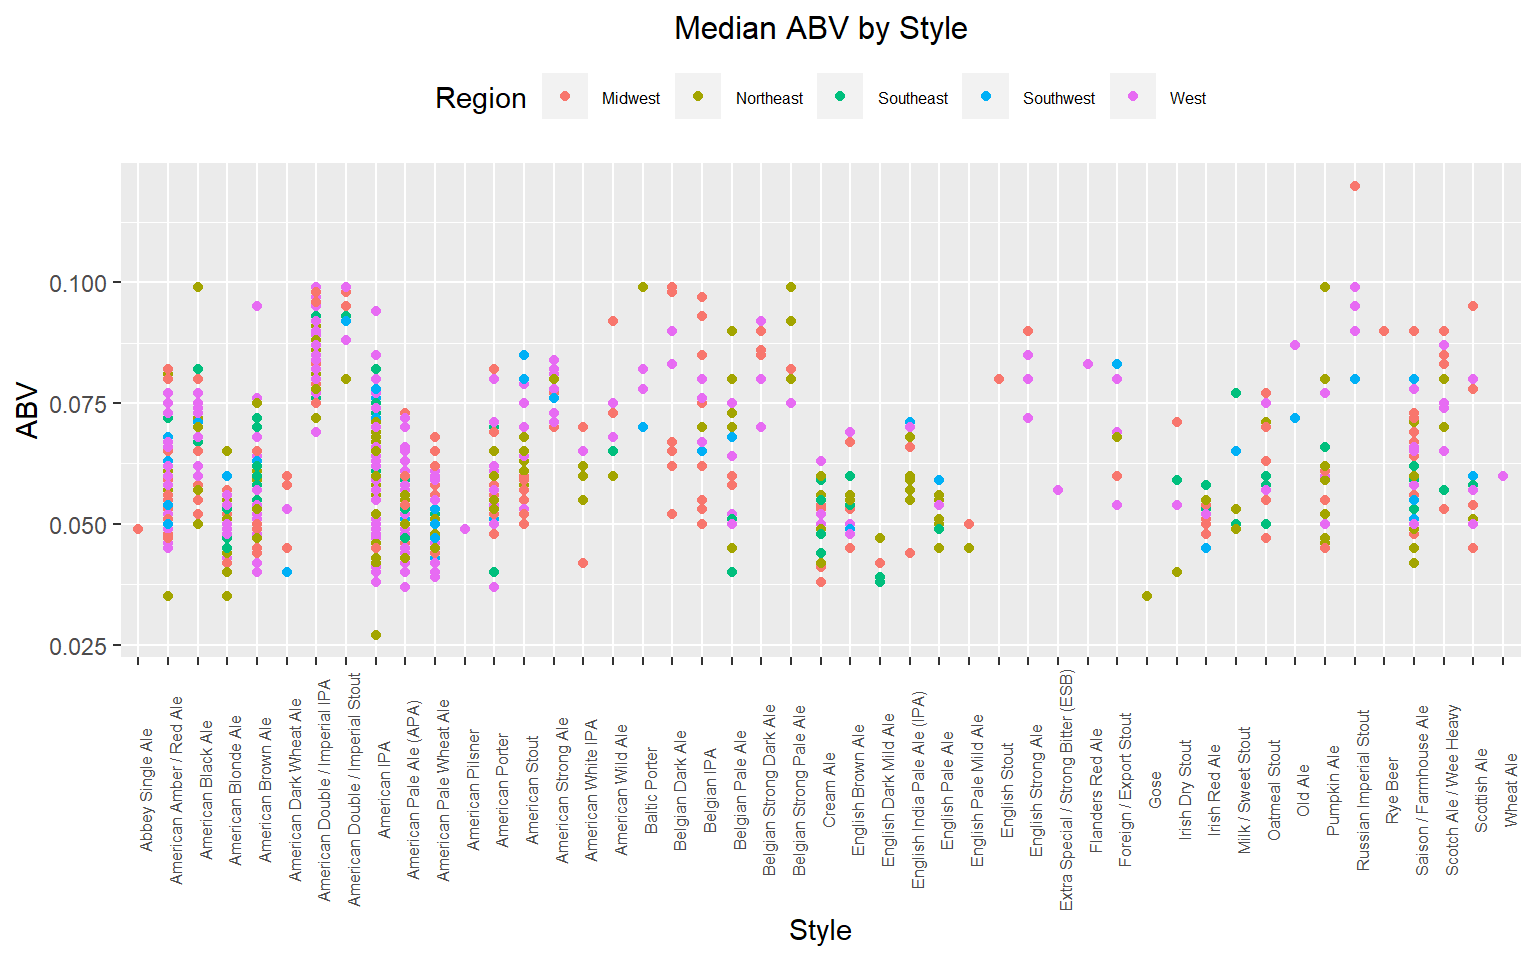 Median ABV by Style
Region Midwest Northeast Southeast Southwest West
ABV
0.100
0.075
0.050
0.025
Abbey Single Ale
American Amber / Red Ale
American Black Ale
American Blonde Ale
American Brown Ale
American Dark Wheat Ale
American Double / Imperial IPA
American Double / Imperial Stout
American IPA
American Pale Ale (APA)
American Pale Wheat Ale
American Pilsner
American Porter
American Stout
American Strong Ale
American White IPA
American Wild Ale
Baltic Porter
Belgian Dark Ale
Belgian IPA
Belgian Pale Ale
Belgian Strong Dark Ale
Belgian Strong Pale Ale
Cream Ale
English Brown Ale
English Dark Mild Ale
English India Pale Ale (IPA)
English Pale Ale
English Pale Mild Ale
English Stout
English Strong Ale
Extra Special / Strong Bitter (ESB)
Flanders Red Ale
Foreign / Export Stout
Gose
Irish Dry Stout
Irish Red Ale
Milk / Sweet Stout
Oatmeal Stout
Old Ale
Pumpkin Ale
Russian Imperial Stout
Rye Beer
Saison / Farmhouse Ale
Scotch Ale / Wee Heavy
Scottish Ale
Wheat Ale
Style